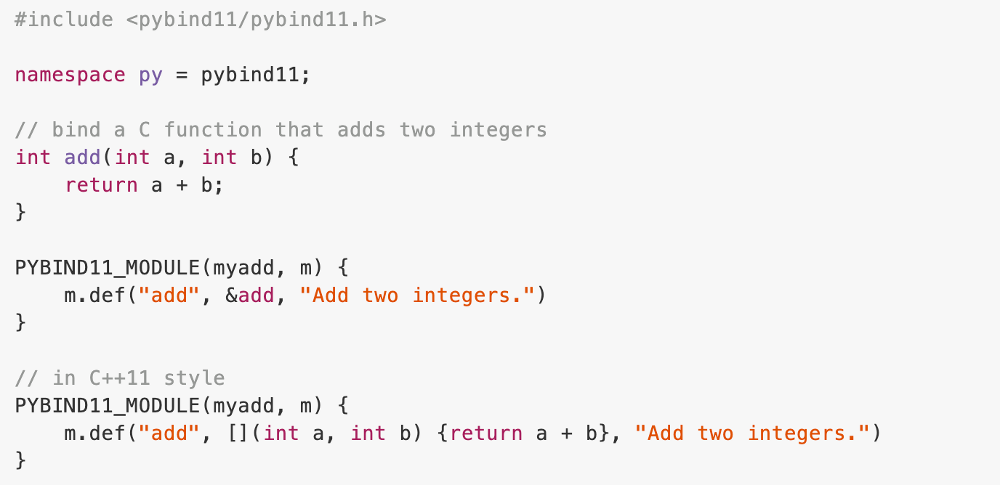 #include <pybind11/pybind11.h>
namespace py = pybind11;
// bind a C function that adds two integers
int add(int a, int b) {
    return a + b;
}
PYBIND11_MODULE(myadd, m) {
    m.def("add", &add, "Add two integers.")
}
// in C++11 style
PYBIND11_MODULE(myadd, m) {
    m.def("add", [](int a, int b) {return a + b}, "Add two integers.")
}